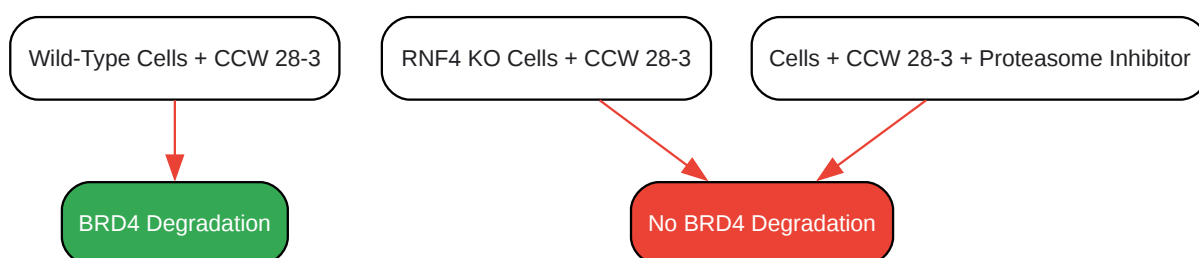 Wild-Type Cells + CCW 28-3
RNF4 KO Cells + CCW 28-3
Cells + CCW 28-3 + Proteasome Inhibitor
BRD4 Degradation
No BRD4 Degradation